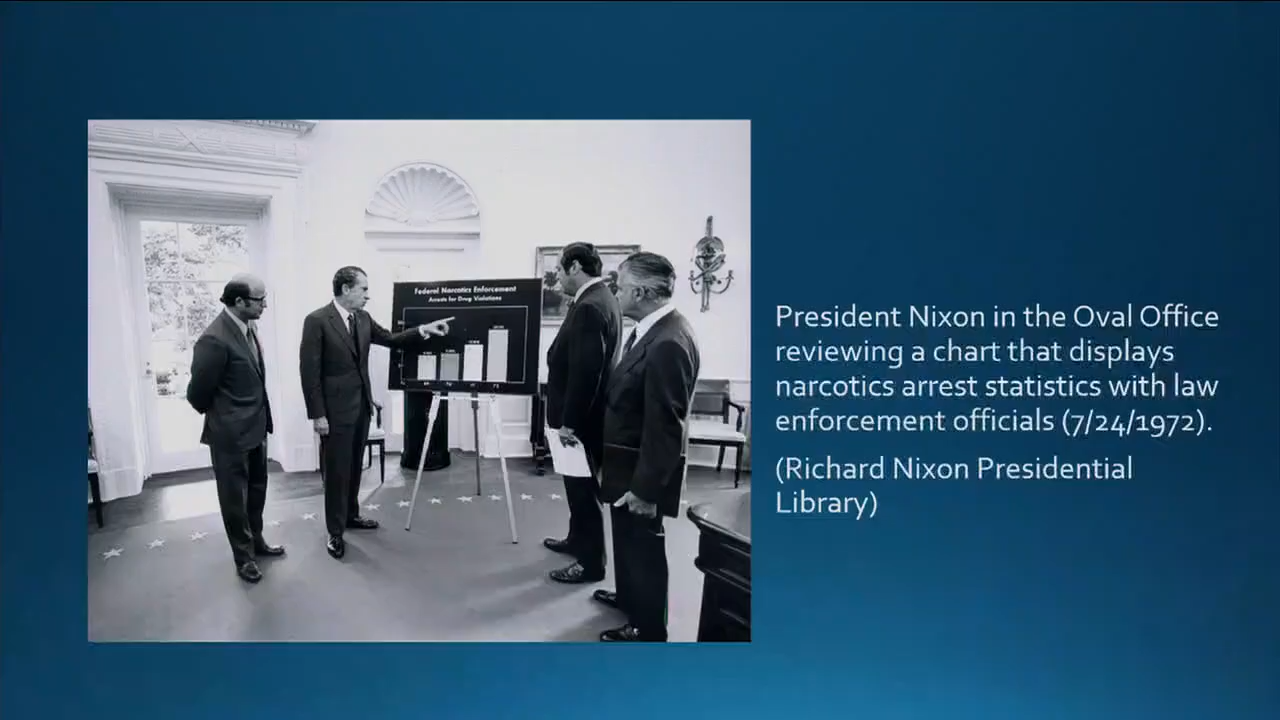 Federal Narcotics Enforcement
Arrests for Drug Violations
President Nixon in the Oval Office
reviewing a chart that displays
narcotics arrest statistics with law
enforcement officials (7/24/1972).
(Richard Nixon Presidential
Library)